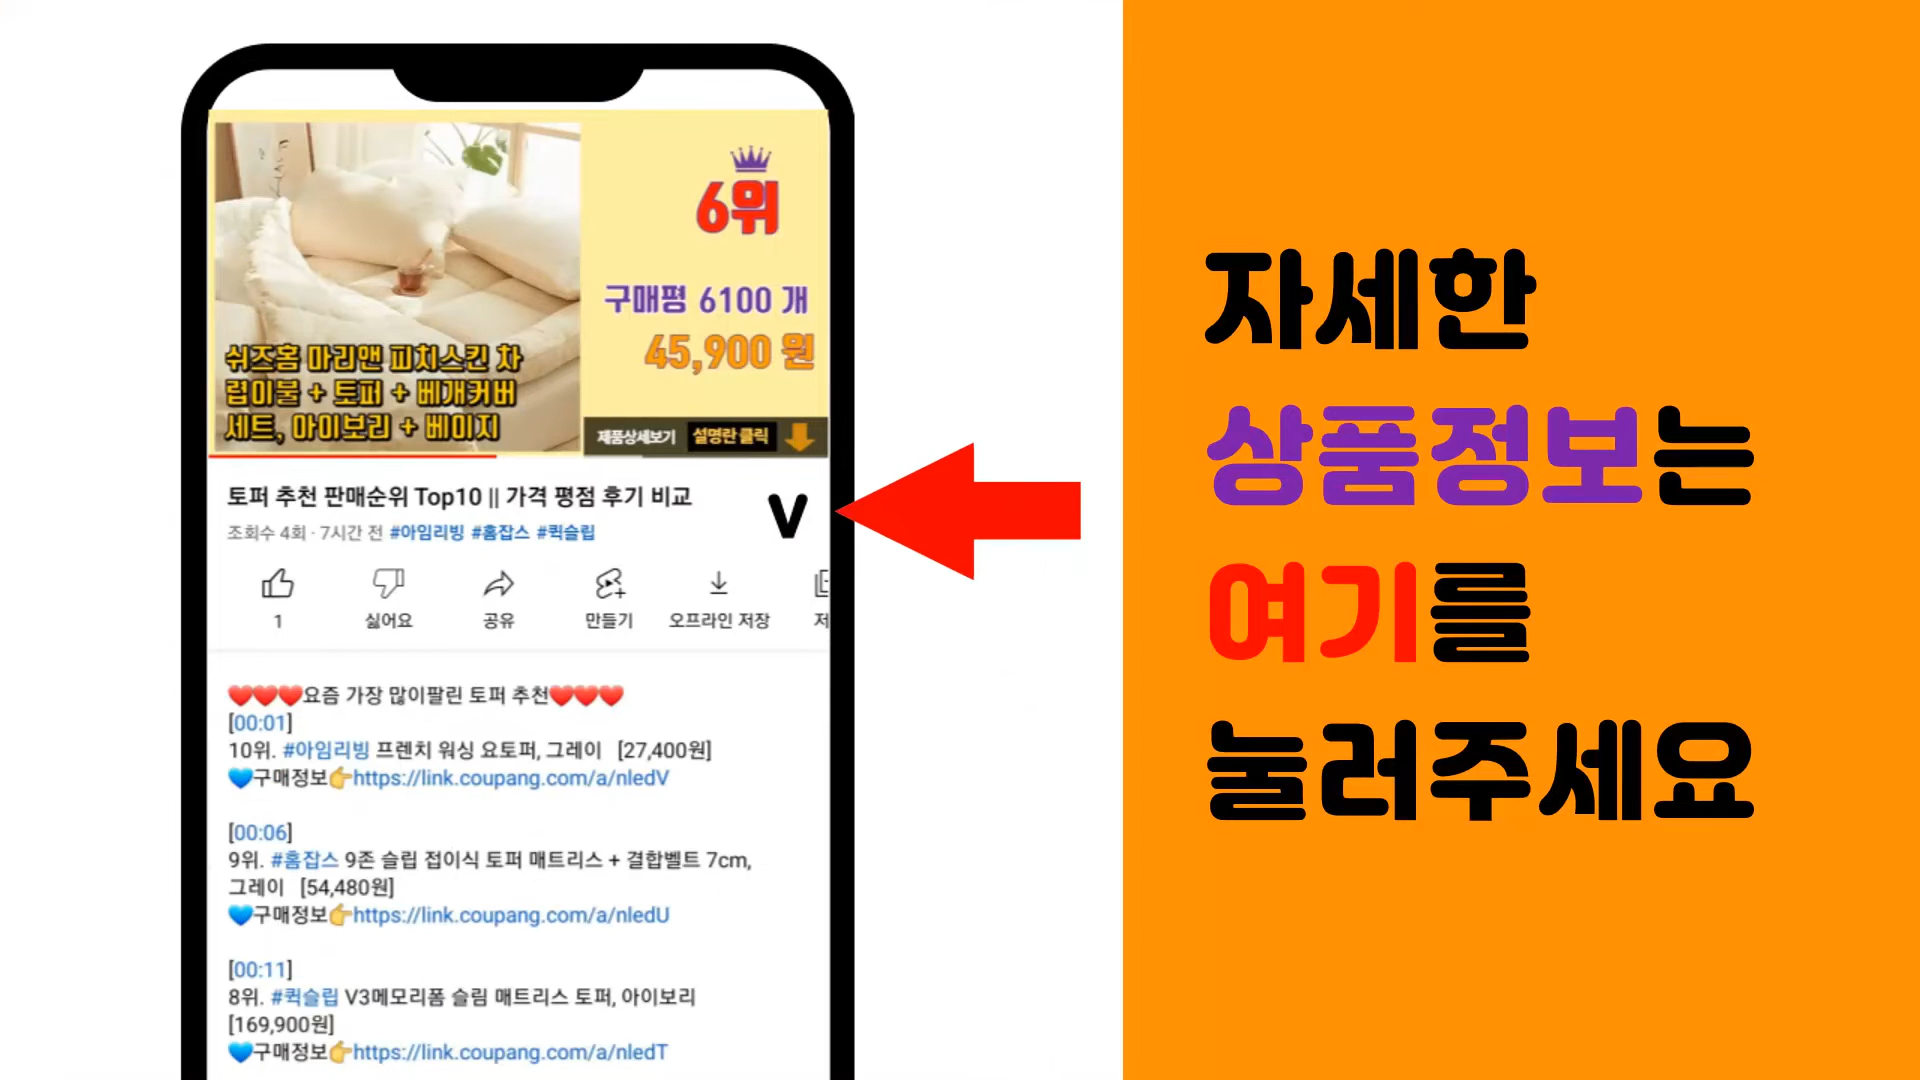 6위
구매평 6100 개
45,900 원
쉬즈홈 마리앤 피치스킨 차
렵이불 + 토퍼 + 베개커버
세트, 아이보리 + 베이지
제품상세보기 설명란 클릭
토퍼 추천 판매순위 Top10 || 가격 평점 후기 비교
V
조회수 4회 · 7시간 전 #아임리빙 #홈잡스 #퀵슬립
1 싫어요 공유 만들기 오프라인 저장 저
❤️❤️❤️요즘 가장 많이팔린 토퍼 추천❤️❤️❤️
[00:01]
10위. #아임리빙 프렌치 워싱 요토퍼, 그레이 [27,400원]
💙구매정보👉https://link.coupang.com/a/nledV
[00:06]
9위. #홈잡스 9존 슬립 접이식 토퍼 매트리스 + 결합벨트 7cm,
그레이 [54,480원]
💙구매정보👉https://link.coupang.com/a/nledU
[00:11]
8위. #퀵슬립 V3메모리폼 슬림 매트리스 토퍼, 아이보리
[169,900원]
💙구매정보👉https://link.coupang.com/a/nledT
자세한
상품정보는
여기를
눌러주세요